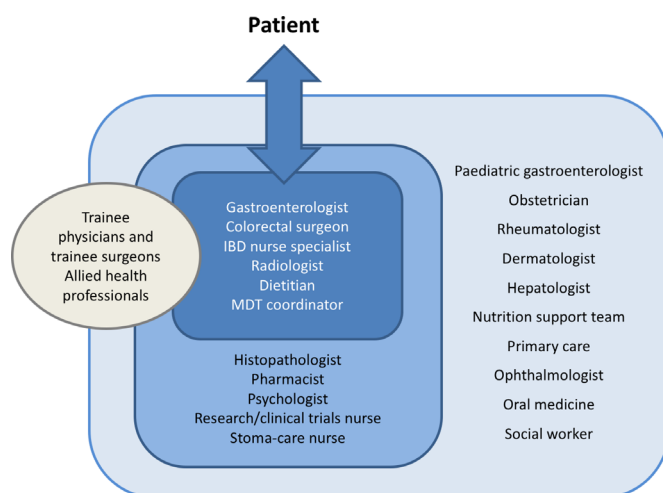 Patient
Trainee
physicians and
trainee surgeons
Allied health
professionals
Gastroenterologist
Colorectal surgeon
IBD nurse specialist
Radiologist
Dietitian
MDT coordinator
Histopathologist
Pharmacist
Psychologist
Research/clinical trials nurse
Stoma-care nurse
Paediatric gastroenterologist
Obstetrician
Rheumatologist
Dermatologist
Hepatologist
Nutrition support team
Primary care
Ophthalmologist
Oral medicine
Social worker